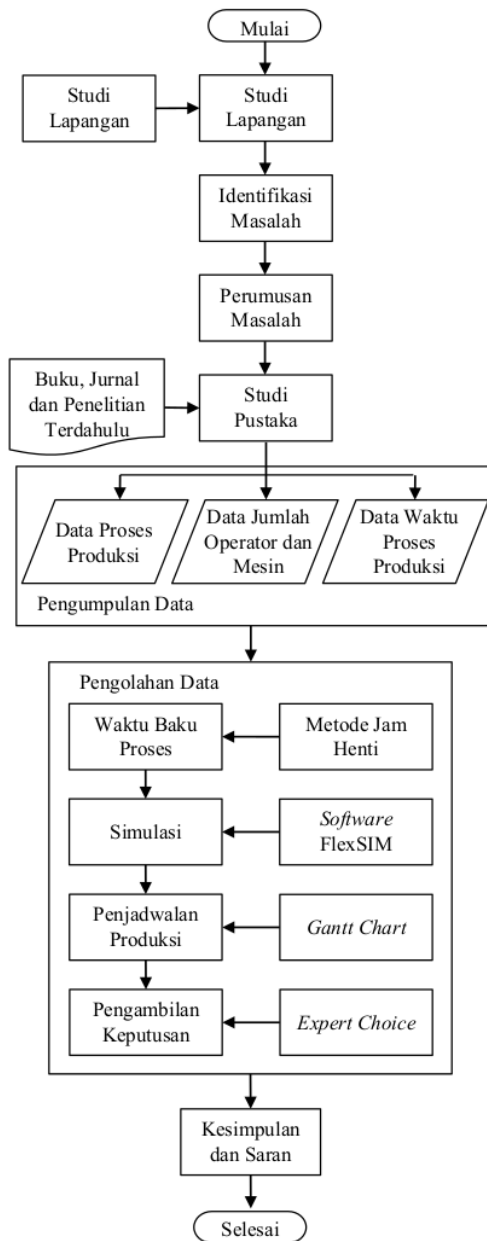 Mulai
Studi
Lapangan
Studi
Lapangan
Identifikasi
Masalah
Perumusan
Masalah
Buku, Jurnal
dan Penelitian
Terdahulu
Studi
Pustaka
Data Proses
Produksi
Data Jumlah
Operator dan
Mesin
Data Waktu
Proses
Produksi
Pengumpulan Data
Pengolahan Data
Waktu Baku
Proses
Metode Jam
Henti
Simulasi
Software
FlexSIM
Penjadwalan
Produksi
Gantt Chart
Pengambilan
Keputusan
Expert Choice
Kesimpulan
dan Saran
Selesai